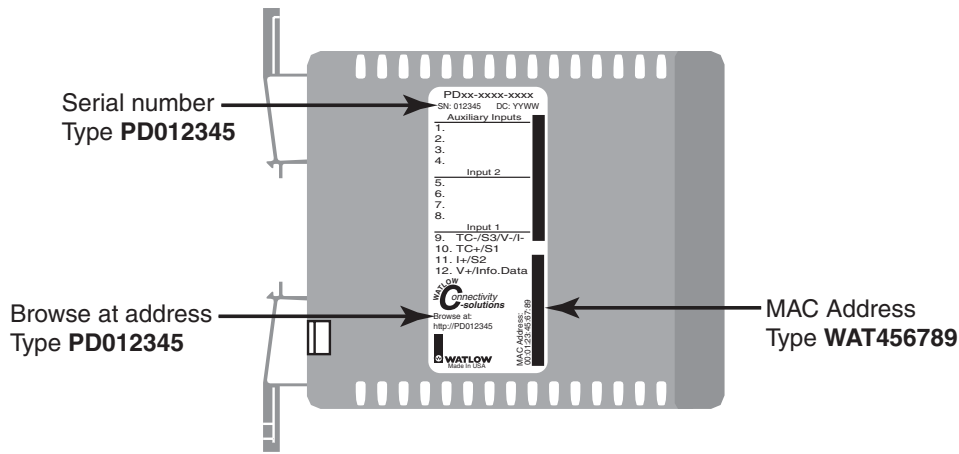 Serial number
Type PD012345
Browse at address
Type PD012345
PDxx-xxxx-xxxx
SN: 012345 DC: YYWW
Auxiliary Inputs
1.
2.
3.
4.
Input 2
5.
6.
7.
8.
Input 1
9. TC-/S3/V-/I-
10. TC+/S1
11. I+/S2
12. V+/Info.Data
WATLOW
Connectivity
-solutions
Browse at:
http://PD012345
WATLOW
Made in USA
MAC Address:
00:01:23:45:67:89
MAC Address
Type WAT456789